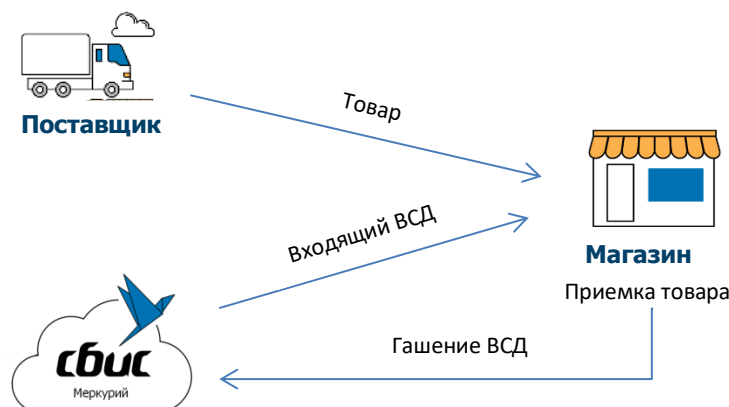 Поставщик
Товар
Магазин
Приемка товара
Входящий ВСД
Гашение ВСД
сбис
Меркурий